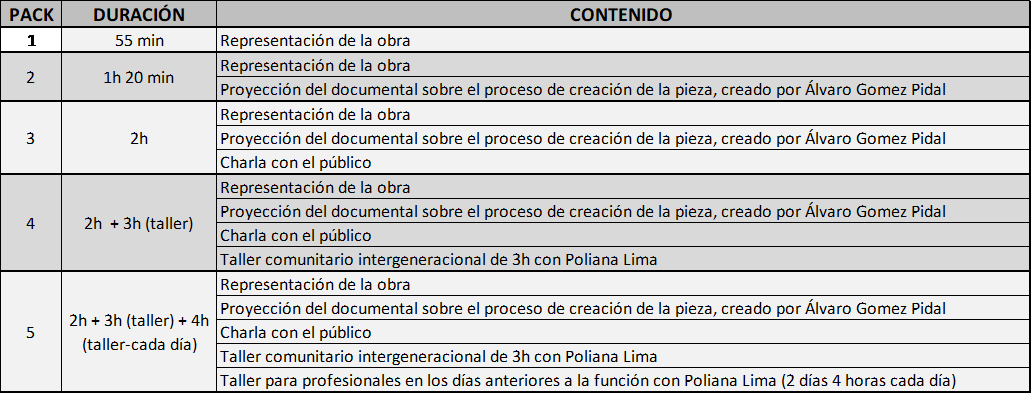 PACK DURACIÓN CONTENIDO
1 55 min Representación de la obra
2 1h 20 min Representación de la obra
Proyección del documental sobre el proceso de creación de la pieza, creado por Álvaro Gomez Pidal
3 2h Representación de la obra
Proyección del documental sobre el proceso de creación de la pieza, creado por Álvaro Gomez Pidal
Charla con el público
4 2h + 3h (taller) Representación de la obra
Proyección del documental sobre el proceso de creación de la pieza, creado por Álvaro Gomez Pidal
Charla con el público
Taller comunitario intergeneracional de 3h con Poliana Lima
5 2h + 3h (taller) + 4h (taller-cada día) Representación de la obra
Proyección del documental sobre el proceso de creación de la pieza, creado por Álvaro Gomez Pidal
Charla con el público
Taller comunitario intergeneracional de 3h con Poliana Lima
Taller para profesionales en los días anteriores a la función con Poliana Lima (2 días 4 horas cada día)